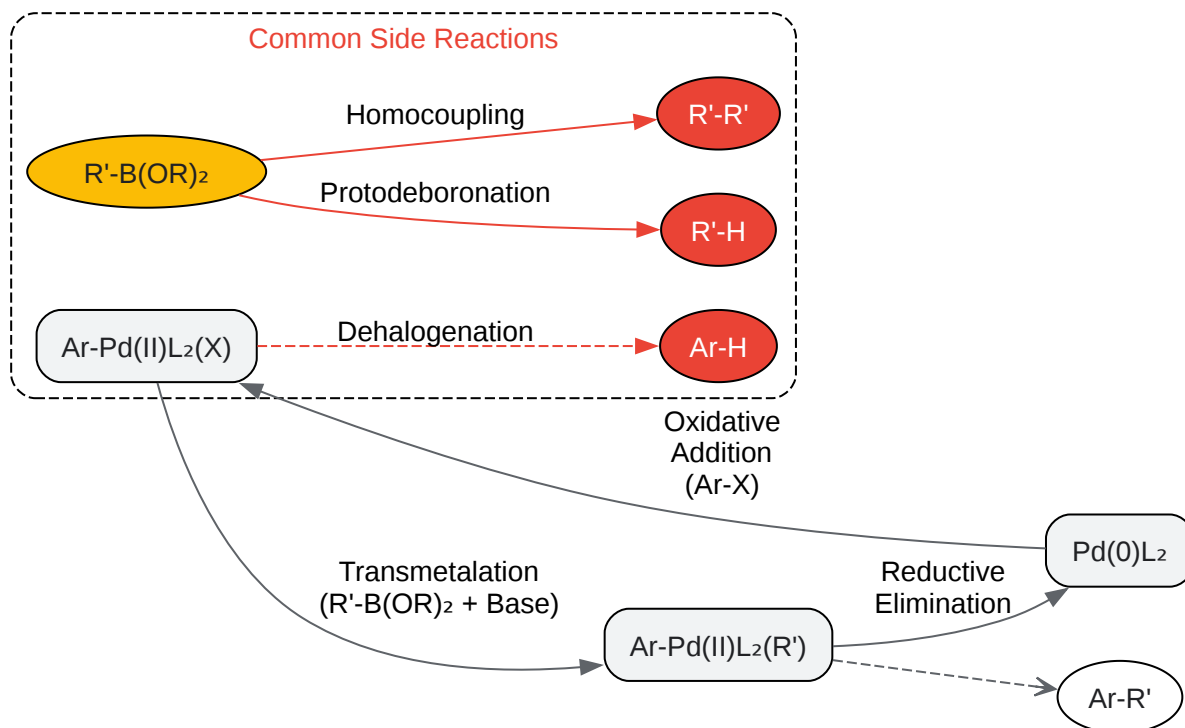 Common Side Reactions
Homocoupling
R'-R'
R'-B(OR)₂
Protodeboronation
R'-H
Ar-Pd(II)L₂(X)
Dehalogenation
Ar-H
Oxidative
Addition
(Ar-X)
Pd(0)L₂
Transmetalation
(R'-B(OR)₂ + Base)
Reductive
Elimination
Ar-Pd(II)L₂(R')
Ar-R'